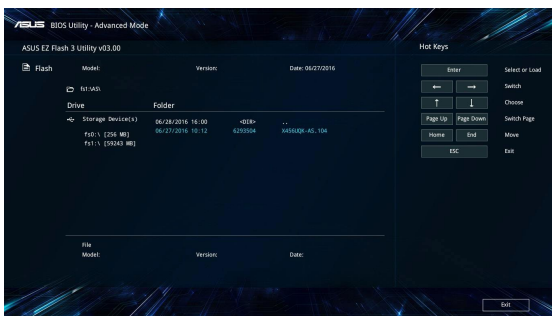 ASUS BIOS Utility - Advanced Mode
ASUS EZ Flash 3 Utility v03.00
Flash
Model: Version: Date: 06/27/2016
fs1:\AS\
Drive Folder
Storage Device(s)
fs0:\ [256 MB]
fs1:\ [59243 MB]
06/28/2016 16:00 <DIR> ..
06/27/2016 10:12 6293504 X456UQK-AS.104
File
Model: Version: Date:
Hot Keys
Enter Select or Load
← → Switch
↑ ↓ Choose
Page Up Page Down Switch Page
Home End Move
ESC Exit
Exit